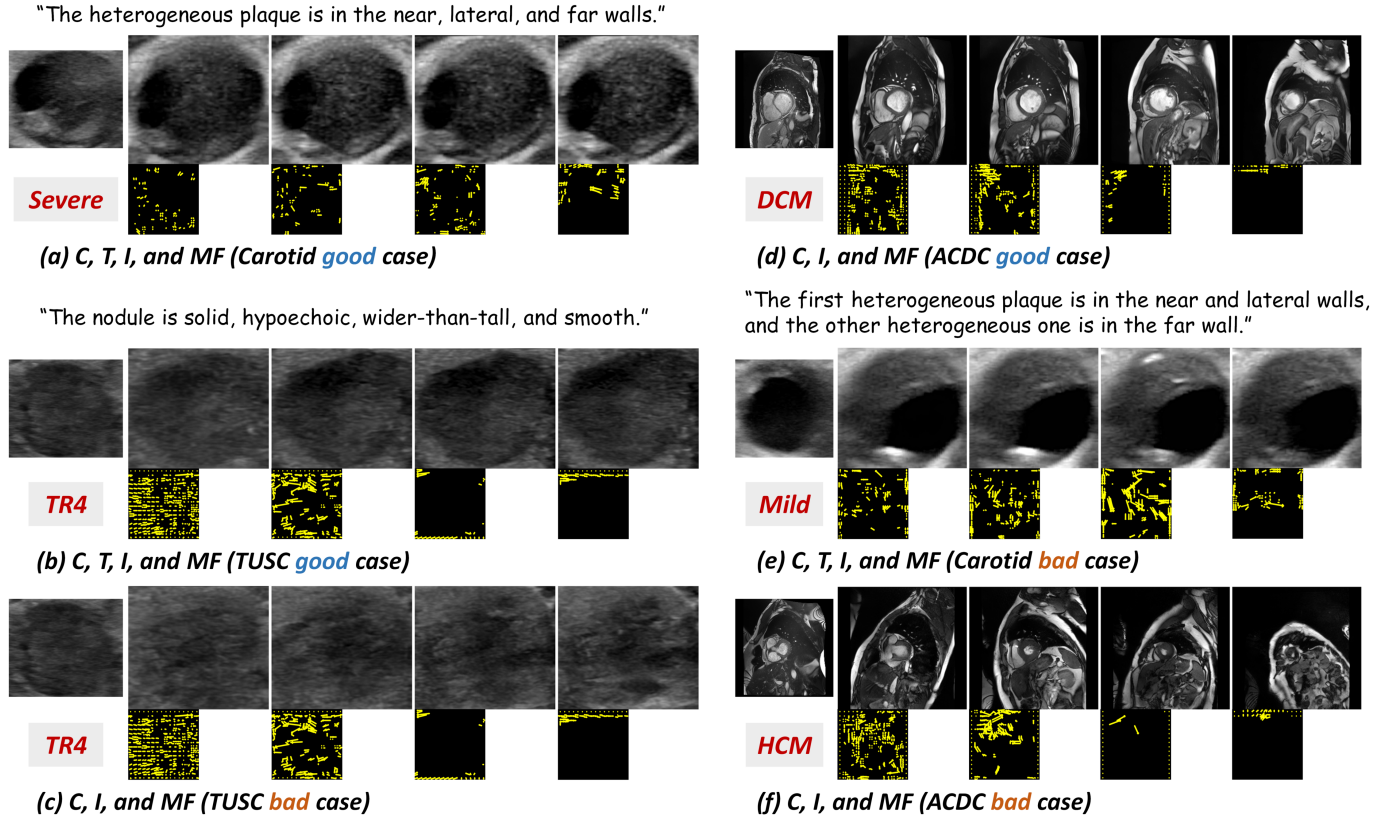 “The heterogeneous plaque is in the near, lateral, and far walls.”
Severe
(a) C, T, I, and MF (Carotid good case)
“The nodule is solid, hypoechoic, wider-than-tall, and smooth.”
TR4
(b) C, T, I, and MF (TUSC good case)
TR4
(c) C, I, and MF (TUSC bad case)
DCM
(d) C, I, and MF (ACDC good case)
“The first heterogeneous plaque is in the near and lateral walls,
and the other heterogeneous one is in the far wall.”
Mild
(e) C, T, I, and MF (Carotid bad case)
HCM
(f) C, I, and MF (ACDC bad case)